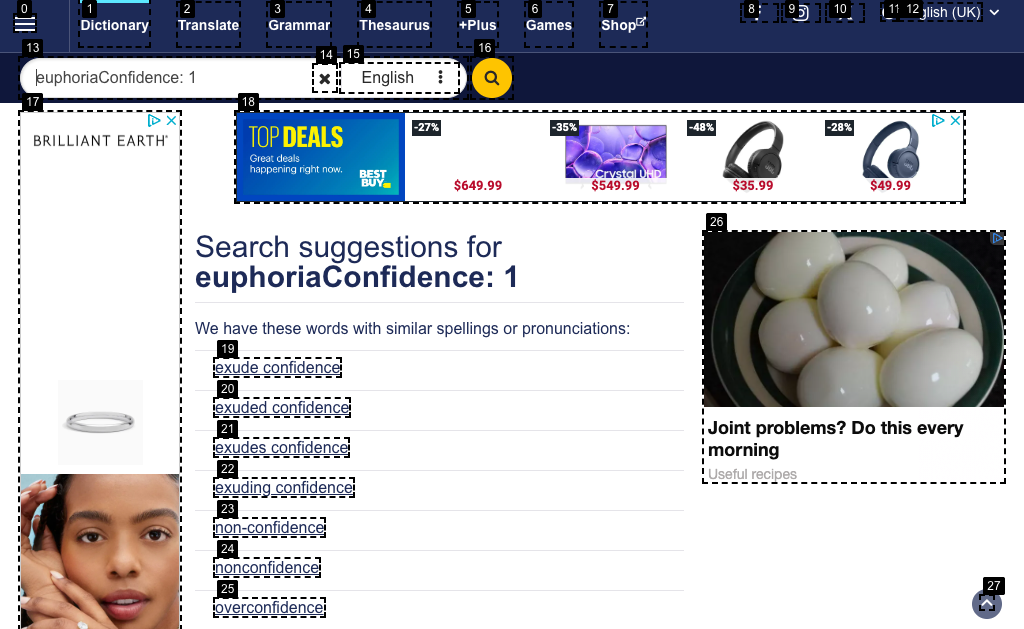 0 1 2 3 4 5 6 7 8 9 10 11 12
Dictionary Translate Grammar Thesaurus +Plus Games Shop glish (UK)
13 14 15 16
euphoriaConfidence: 1 English
17 18
BRILLIANT EARTH
TOP DEALS
Great deals
happening right now.
BEST
BUY
-27% -35% -48% -28%
Crystal UHD
$649.99 $549.99 $35.99 $49.99
26
Search suggestions for
euphoriaConfidence: 1
We have these words with similar spellings or pronunciations:
19
exude confidence
20
exuded confidence
21
exudes confidence
22
exuding confidence
23
non-confidence
24
nonconfidence
25
overconfidence
Joint problems? Do this every
morning
Useful recipes
27